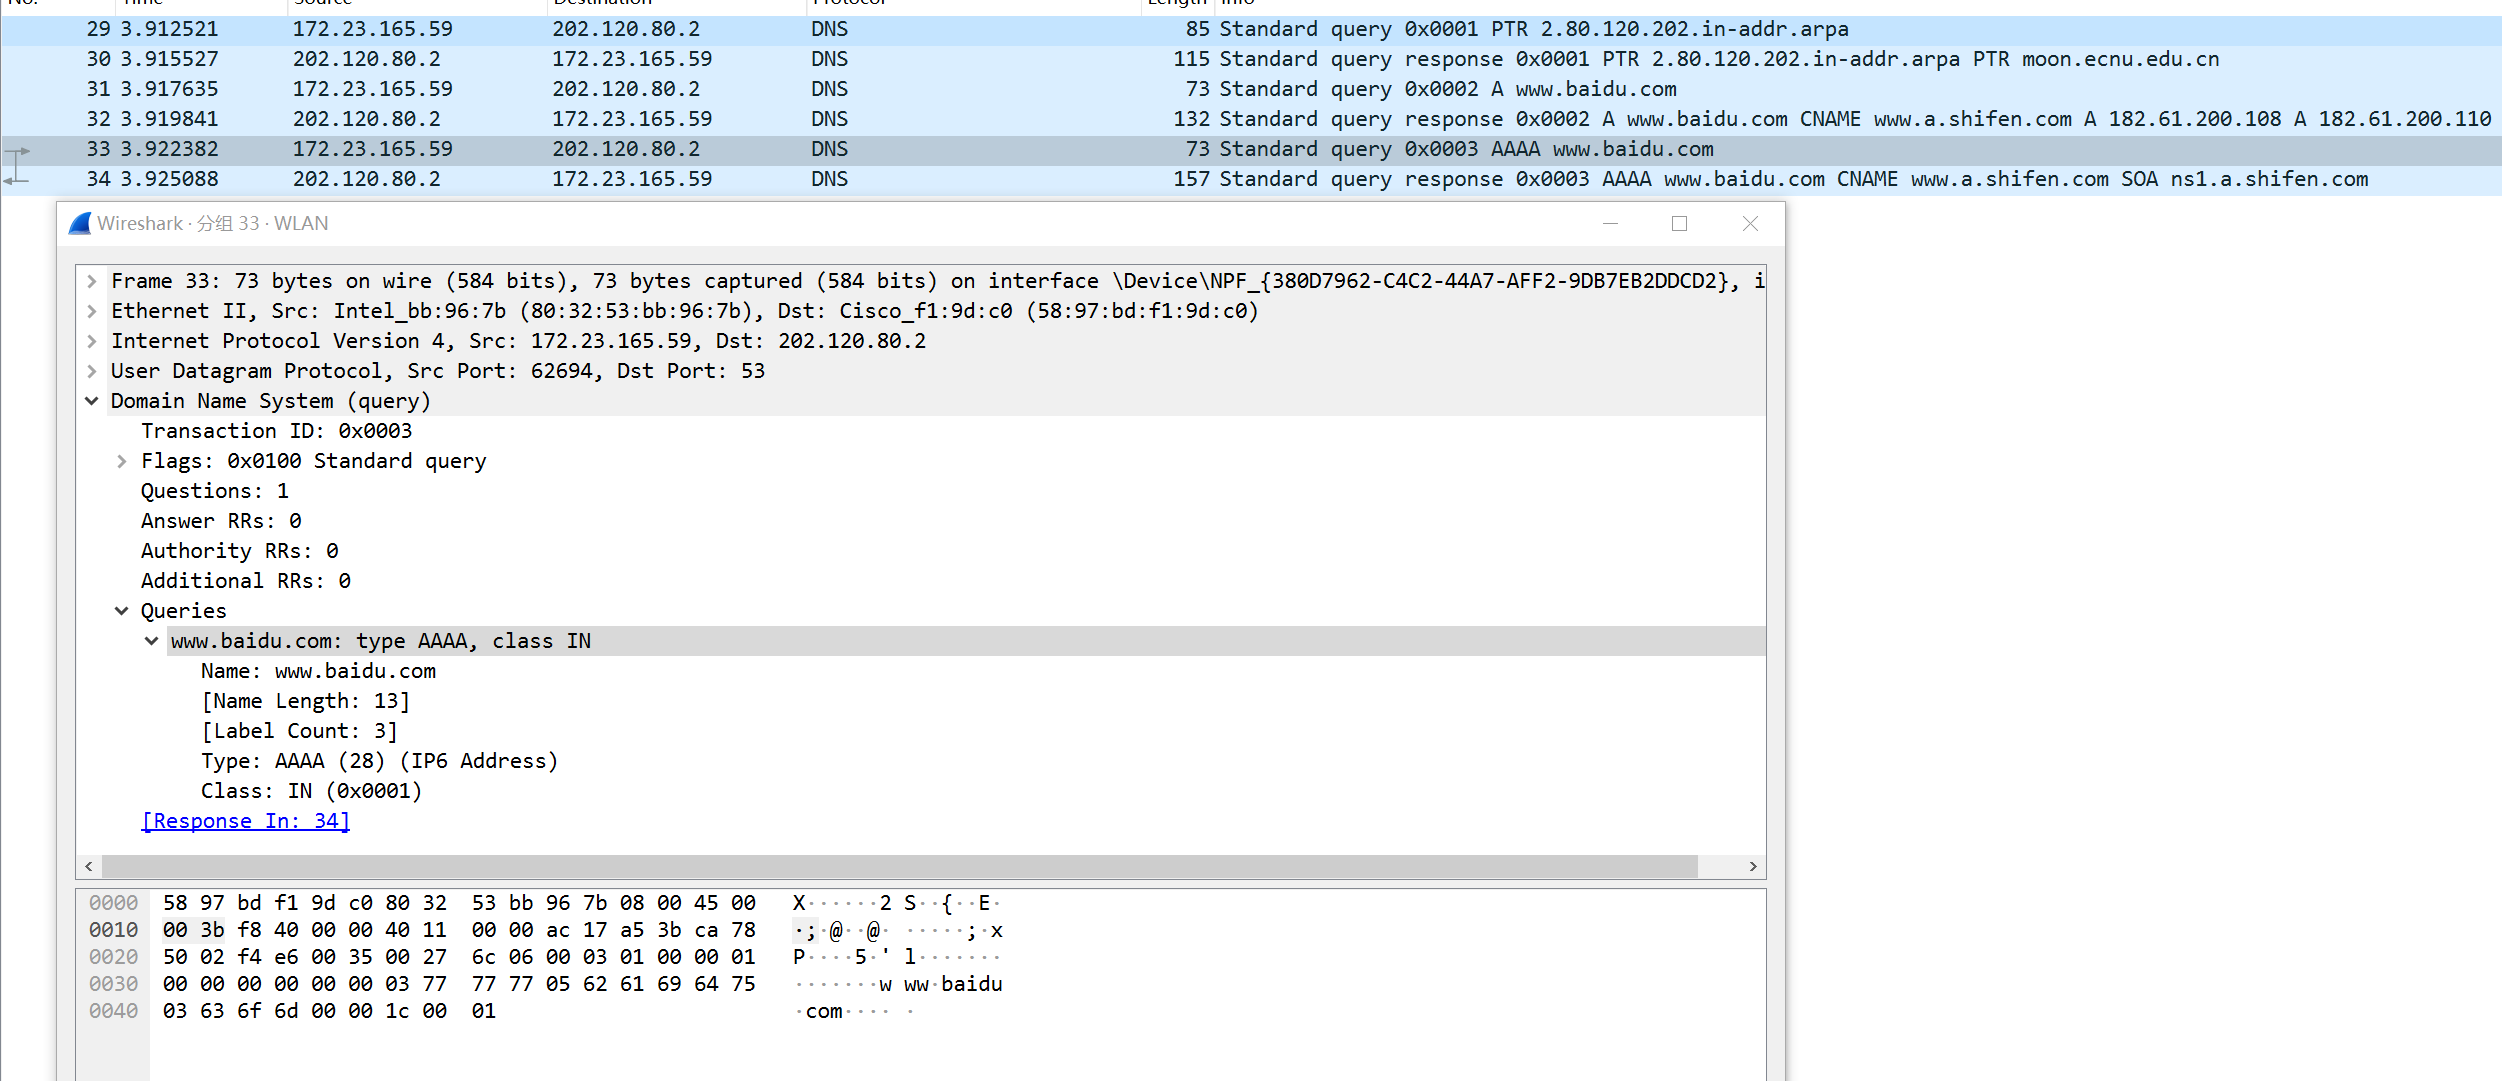 No. Time Source Destination Protocol Length Info
29 3.912521 172.23.165.59 202.120.80.2 DNS 85 Standard query 0x0001 PTR 2.80.120.202.in-addr.arpa
30 3.915527 202.120.80.2 172.23.165.59 DNS 115 Standard query response 0x0001 PTR 2.80.120.202.in-addr.arpa PTR moon.ecnu.edu.cn
31 3.917635 172.23.165.59 202.120.80.2 DNS 73 Standard query 0x0002 A www.baidu.com
32 3.919841 202.120.80.2 172.23.165.59 DNS 132 Standard query response 0x0002 A www.baidu.com CNAME www.a.shifen.com A 182.61.200.108 A 182.61.200.110
33 3.922382 172.23.165.59 202.120.80.2 DNS 73 Standard query 0x0003 AAAA www.baidu.com
34 3.925088 202.120.80.2 172.23.165.59 DNS 157 Standard query response 0x0003 AAAA www.baidu.com CNAME www.a.shifen.com SOA ns1.a.shifen.com
Wireshark · 分组 33 · WLAN
Frame 33: 73 bytes on wire (584 bits), 73 bytes captured (584 bits) on interface \Device\NPF_{380D7962-C4C2-44A7-AFF2-9DB7EB2DDCD2}, i
Ethernet II, Src: Intel_bb:96:7b (80:32:53:bb:96:7b), Dst: Cisco_f1:9d:c0 (58:97:bd:f1:9d:c0)
Internet Protocol Version 4, Src: 172.23.165.59, Dst: 202.120.80.2
User Datagram Protocol, Src Port: 62694, Dst Port: 53
Domain Name System (query)
Transaction ID: 0x0003
Flags: 0x0100 Standard query
Questions: 1
Answer RRs: 0
Authority RRs: 0
Additional RRs: 0
Queries
www.baidu.com: type AAAA, class IN
Name: www.baidu.com
[Name Length: 13]
[Label Count: 3]
Type: AAAA (28) (IP6 Address)
Class: IN (0x0001)
[Response In: 34]
0000 58 97 bd f1 9d c0 80 32 53 bb 96 7b 08 00 45 00 X······2 S··{··E·
0010 00 3b f8 40 00 00 40 11 00 00 ac 17 a5 3b ca 78 ·;·@··@· ·····;·x
0020 50 02 f4 e6 00 35 00 27 6c 06 00 03 01 00 00 01 P····5·' l·······
0030 00 00 00 00 00 00 03 77 77 77 05 62 61 69 64 75 ·······w ww·baidu
0040 03 63 6f 6d 00 00 1c 00 01 ·com···· ·